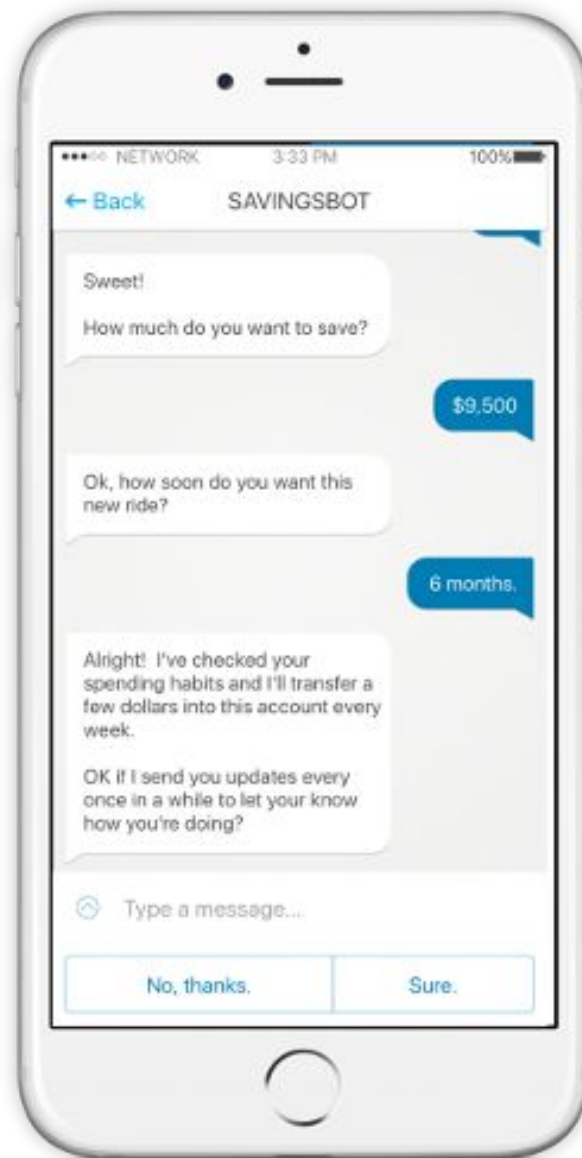 NETWORK 3:33 PM 100%
← Back SAVINGSBOT
Sweet!
How much do you want to save?
$9,500
Ok, how soon do you want this
new ride?
6 months.
Alright!  I've checked your
spending habits and I'll transfer a
few dollars into this account every
week.
OK if I send you updates every
once in a while to let your know
how you're doing?
Type a message...
No, thanks. Sure.